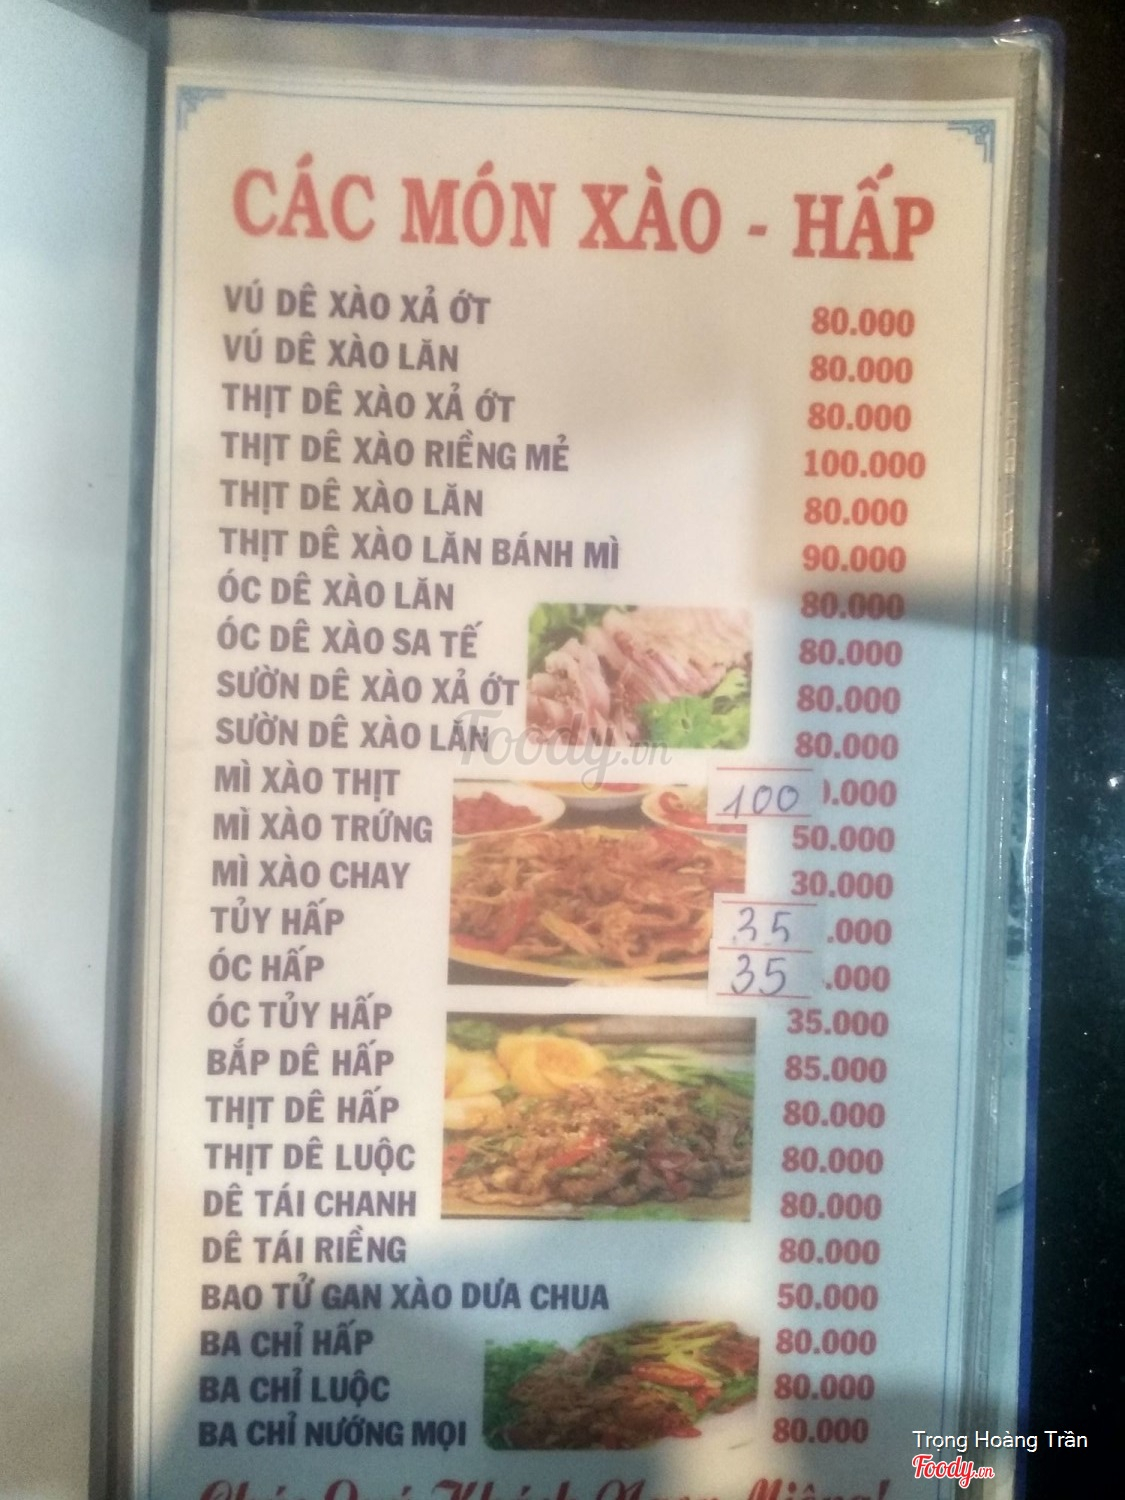 CÁC MÓN XÀO - HẤP
VÚ DÊ XÀO XẢ ỚT 80.000
VÚ DÊ XÀO LĂN 80.000
THỊT DÊ XÀO XẢ ỚT 80.000
THỊT DÊ XÀO RIỀNG MẺ 100.000
THỊT DÊ XÀO LĂN 80.000
THỊT DÊ XÀO LĂN BÁNH MÌ 90.000
ÓC DÊ XÀO LĂN 80.000
ÓC DÊ XÀO SA TẾ 80.000
SƯỜN DÊ XÀO XẢ ỚT 80.000
SƯỜN DÊ XÀO LĂN 80.000
Foody.vn
MÌ XÀO THỊT 100 .000
MÌ XÀO TRỨNG 50.000
MÌ XÀO CHAY 30.000
TỦY HẤP 35 .000
ÓC HẤP 35 .000
ÓC TỦY HẤP 35.000
BẮP DÊ HẤP 85.000
THỊT DÊ HẤP 80.000
THỊT DÊ LUỘC 80.000
DÊ TÁI CHANH 80.000
DÊ TÁI RIỀNG 80.000
BAO TỬ GAN XÀO DƯA CHUA 50.000
BA CHỈ HẤP 80.000
BA CHỈ LUỘC 80.000
BA CHỈ NƯỚNG MỌI 80.000
Trọng Hoàng Trần
Foody.vn